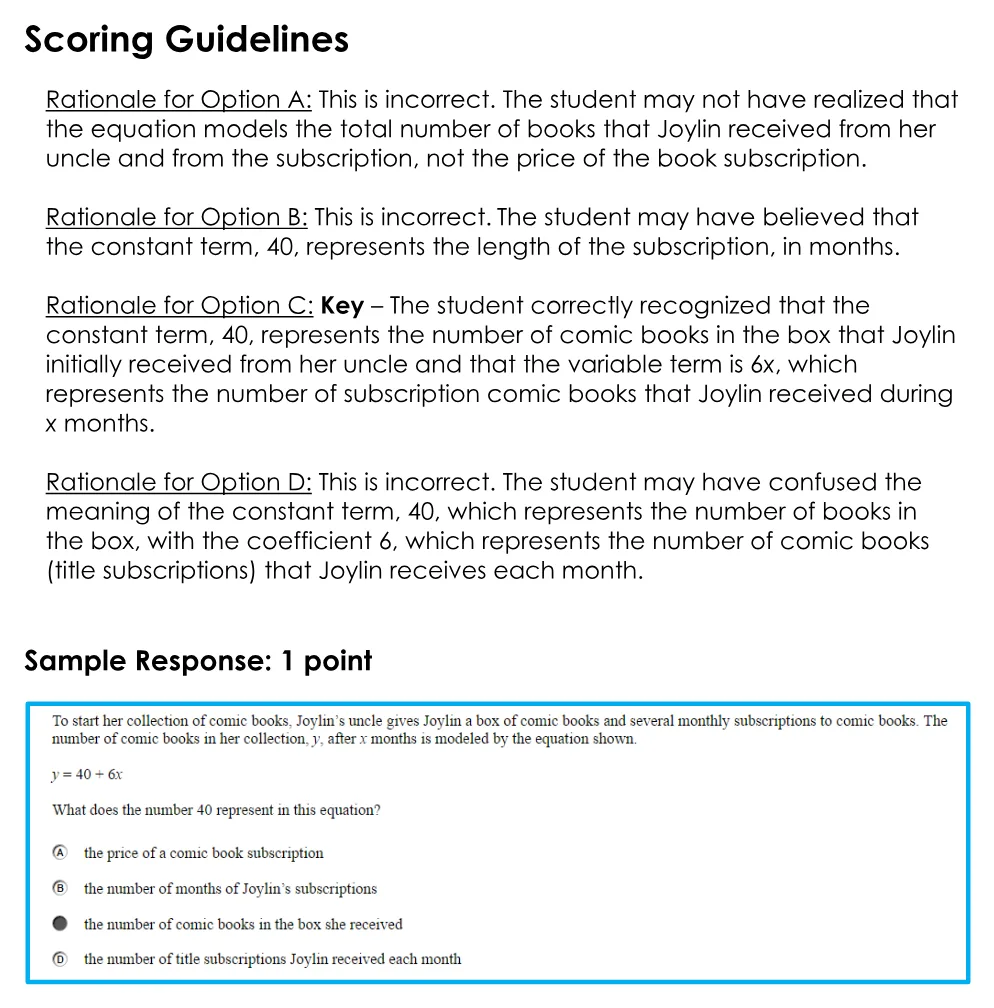 Scoring Guidelines
Rationale for Option A: This is incorrect. The student may not have realized that
the equation models the total number of books that Joylin received from her
uncle and from the subscription, not the price of the book subscription.
Rationale for Option B: This is incorrect. The student may have believed that
the constant term, 40, represents the length of the subscription, in months.
Rationale for Option C: Key – The student correctly recognized that the
constant term, 40, represents the number of comic books in the box that Joylin
initially received from her uncle and that the variable term is 6x, which
represents the number of subscription comic books that Joylin received during
x months.
Rationale for Option D: This is incorrect. The student may have confused the
meaning of the constant term, 40, which represents the number of books in
the box, with the coefficient 6, which represents the number of comic books
(title subscriptions) that Joylin receives each month.
Sample Response: 1 point
To start her collection of comic books, Joylin's uncle gives Joylin a box of comic books and several monthly subscriptions to comic books. The
number of comic books in her collection, y, after x months is modeled by the equation shown.
y = 40 + 6x
What does the number 40 represent in this equation?
A the price of a comic book subscription
B the number of months of Joylin's subscriptions
the number of comic books in the box she received
D the number of title subscriptions Joylin received each month